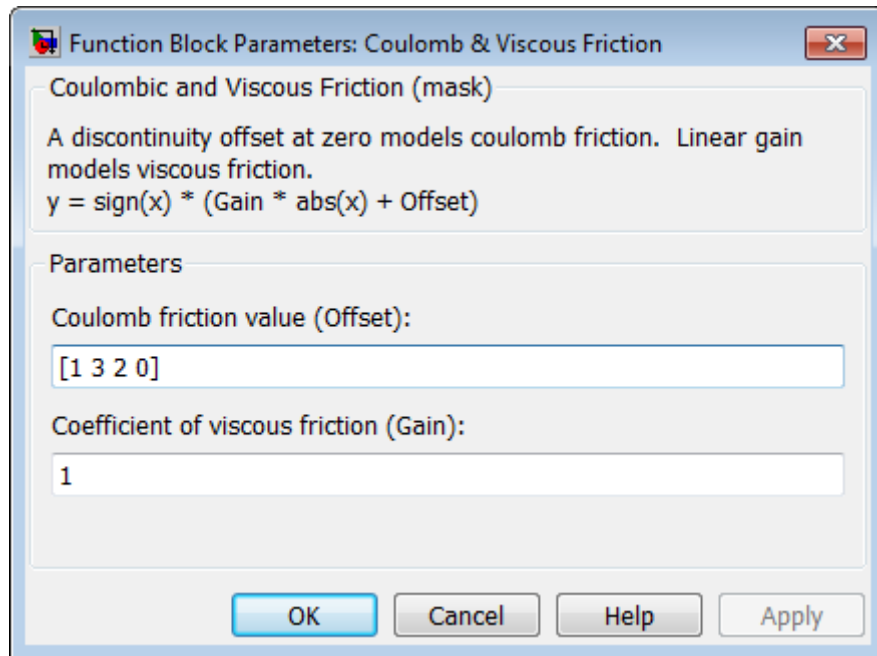 Function Block Parameters: Coulomb & Viscous Friction
Coulombic and Viscous Friction (mask)
A discontinuity offset at zero models coulomb friction.  Linear gain
models viscous friction.
y = sign(x) * (Gain * abs(x) + Offset)
Parameters
Coulomb friction value (Offset):
[1 3 2 0]
Coefficient of viscous friction (Gain):
1
OK Cancel Help Apply